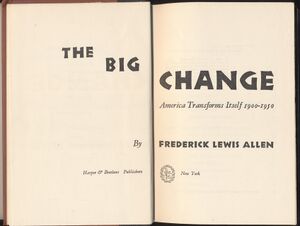 THE
BIG
CHANGE
America Transforms Itself 1900-1950
By FREDERICK LEWIS ALLEN
Harper & Brothers Publishers New York